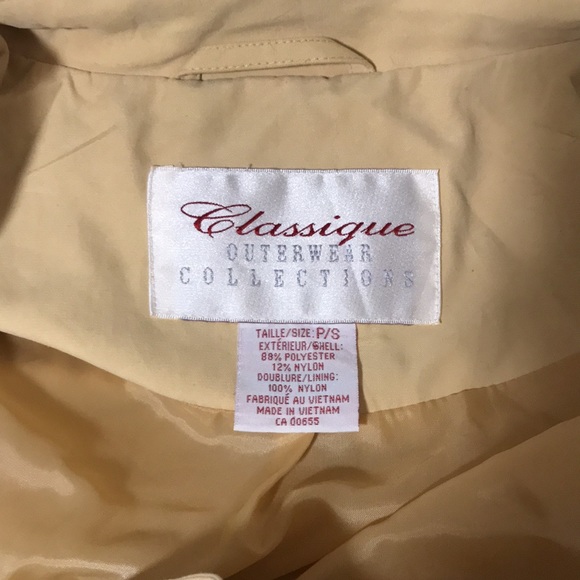 Classique
OUTERWEAR
COLLECTIONS
TAILLE/SIZE: P/S
EXTÉRIEUR/SHELL:
88% POLYESTER
12% NYLON
DOUBLURE/LINING:
100% NYLON
FABRIQUÉ AU VIETNAM
MADE IN VIETNAM
CA 00655